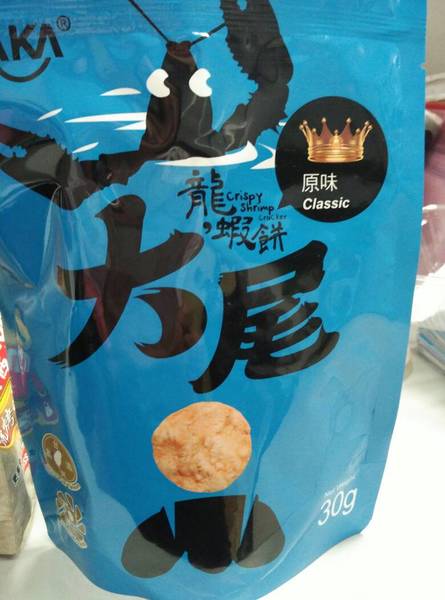 AKA®
原味
Classic
龍蝦餅
Crispy
Shrimp
Cracker
大尾
30g